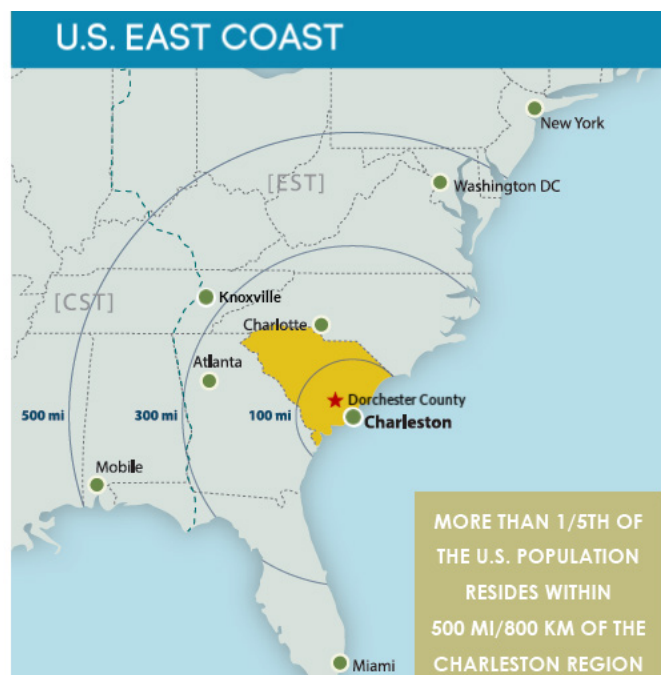 U.S. EAST COAST
New York
[EST]
Washington DC
[CST]
Knoxville
Charlotte
Atlanta
Dorchester County
500 mi
300 mi
100 mi
Charleston
Mobile
MORE THAN 1/5TH OF
THE U.S. POPULATION
RESIDES WITHIN
500 MI/800 KM OF THE
CHARLESTON REGION
Miami